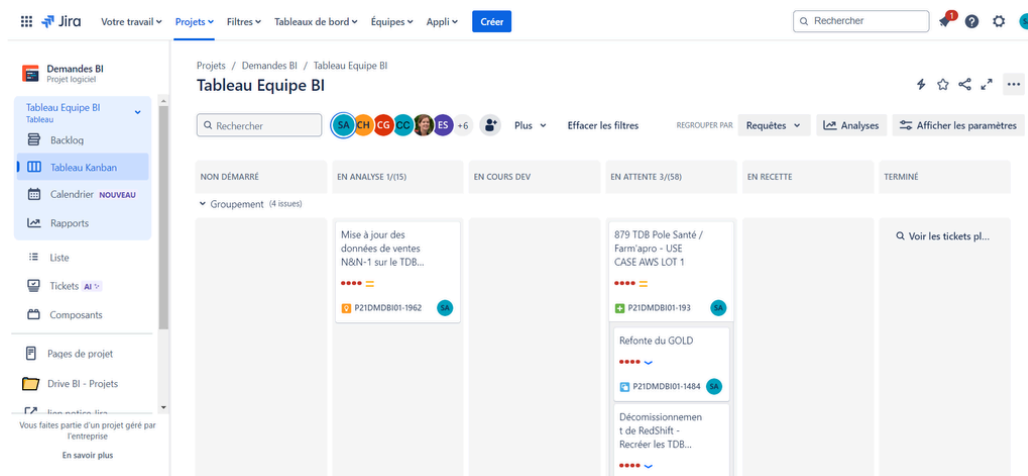 Jira Votre travail Projets Filtres Tableaux de bord Équipes Appli Créer Rechercher 1
Demandes BI
Projet logiciel
Tableau Equipe BI
Tableau
Backlog
Tableau Kanban
Calendrier NOUVEAU
Rapports
Liste
Tickets AI
Composants
Pages de projet
Drive BI - Projets
lien notice Jira
Vous faites partie d'un projet géré par
l'entreprise
En savoir plus
Projets / Demandes BI / Tableau Equipe BI
Tableau Equipe BI
Rechercher SA CH CG CC ES +6 Plus Effacer les filtres REGROUPER PAR Requêtes Analyses Afficher les paramètres
NON DÉMARRÉ EN ANALYSE 1/(15) EN COURS DEV EN ATTENTE 3/(58) EN RECETTE TERMINÉ
Groupement (4 issues)
Mise à jour des
données de ventes
N&N-1 sur le TDB...
P21DMDBI01-1962 SA
879 TDB Pole Santé /
Farm'apro - USE
CASE AWS LOT 1
P21DMDBI01-193 SA
Refonte du GOLD
P21DMDBI01-1484 SA
Décomissionnemen
t de RedShift -
Recréer les TDB...
Voir les tickets pl...